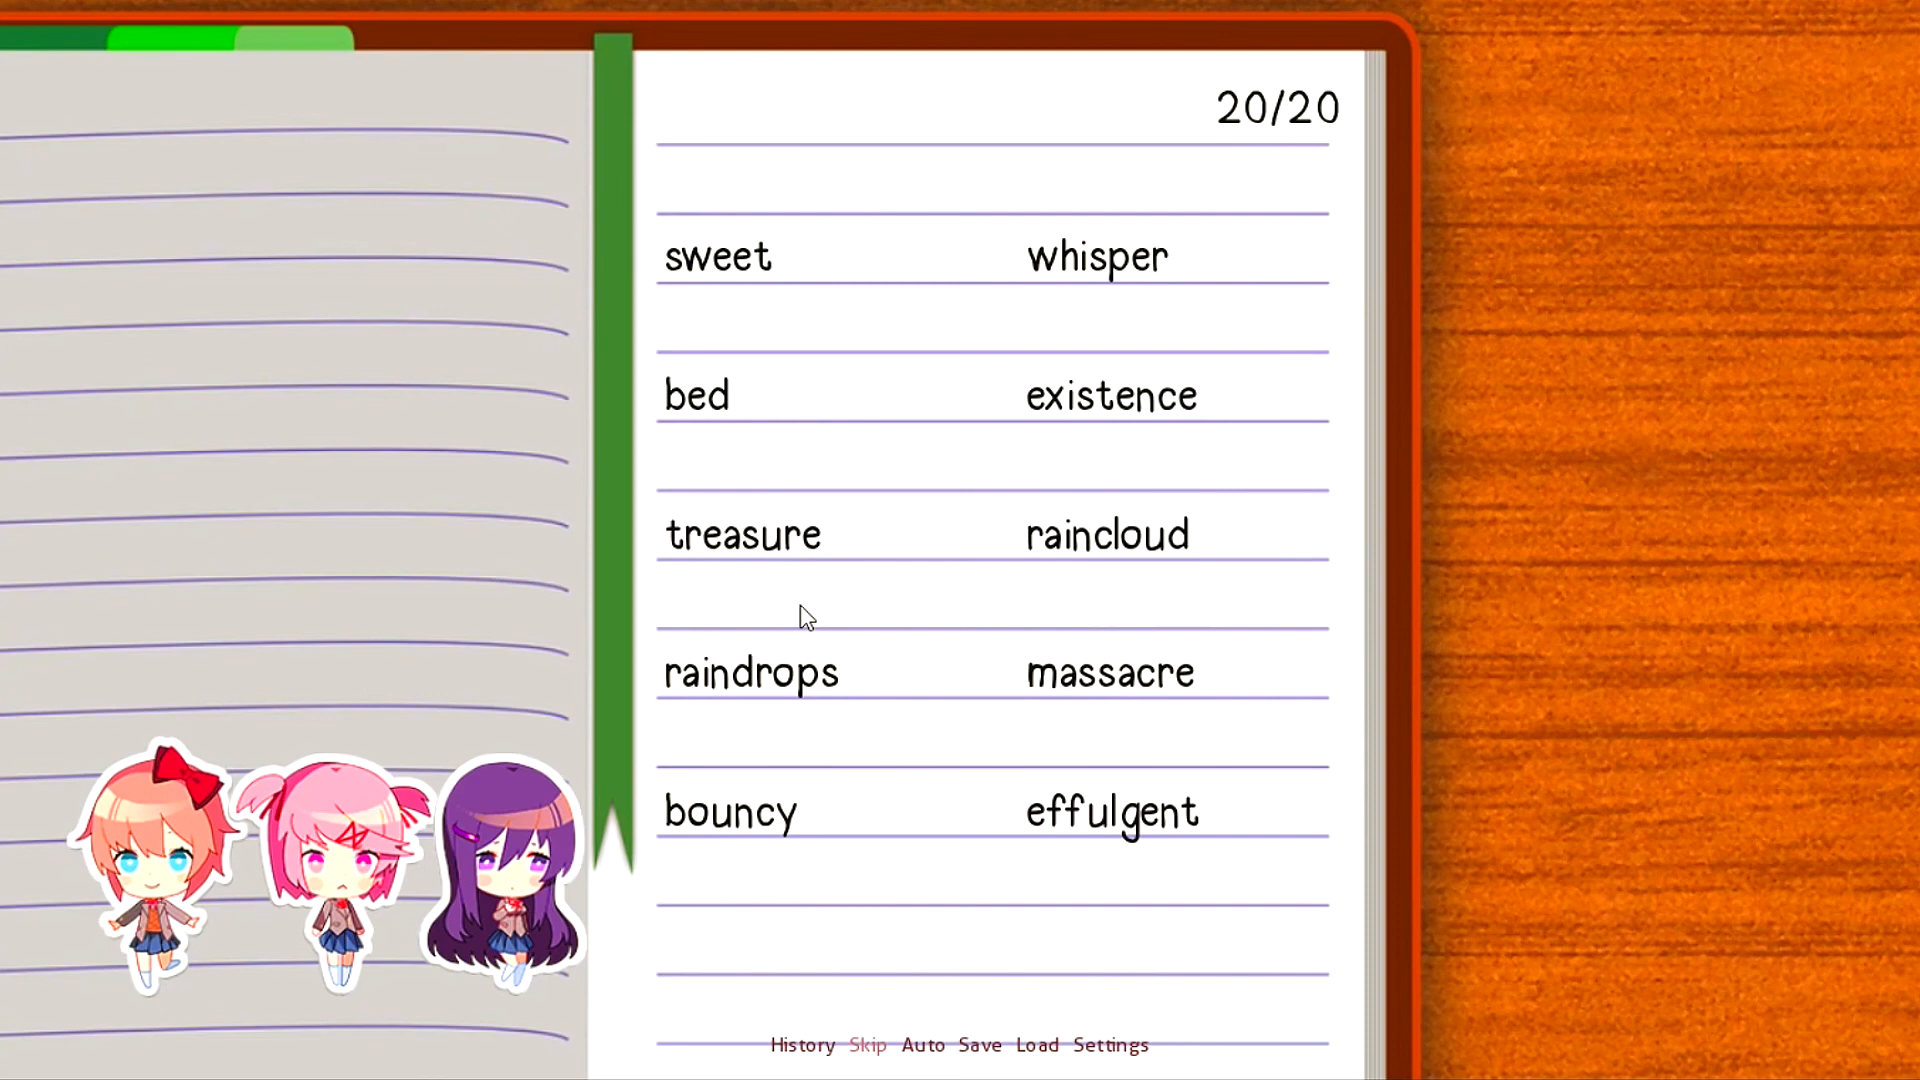 20/20
sweet whisper
bed existence
treasure raincloud
raindrops massacre
bouncy effulgent
History Skip Auto Save Load Settings